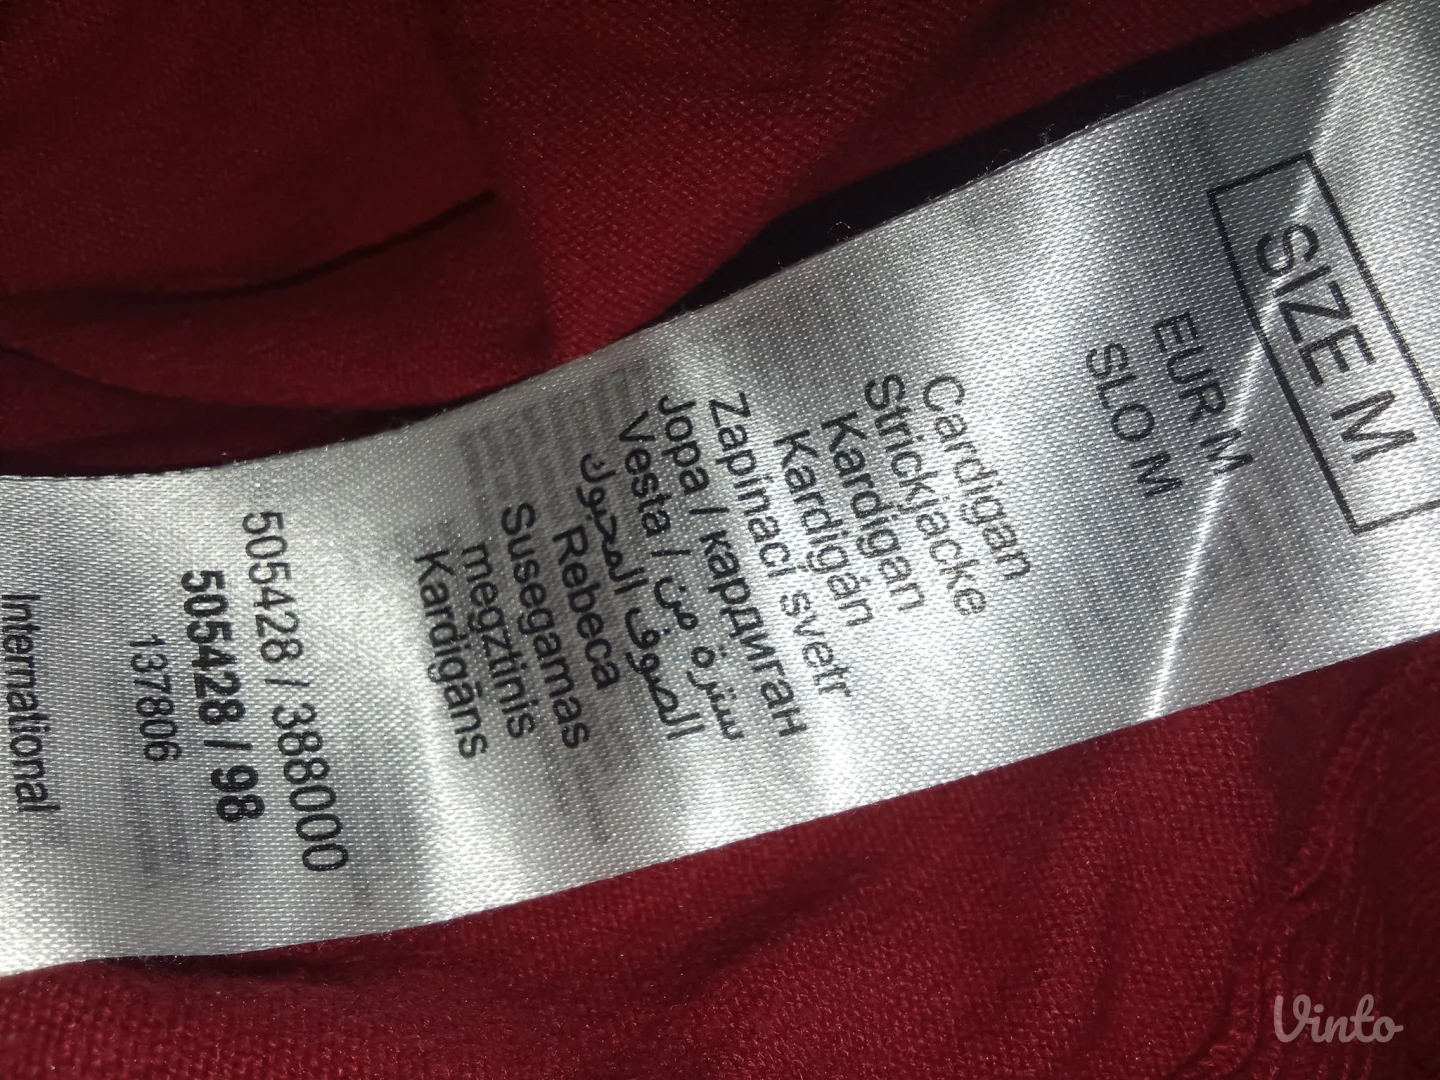 SIZE M
EUR M
SLO M
Cardigan
Strickjacke
Kardigan
Kardigán
Zapínací svetr
Jopa / кардиган
Vesta / سترة من
الصوف المحبوك
Rebeca
Susegamas
megztinis
Kardigāns
505428 / 388000
505428 / 98
137806
International
Vinto